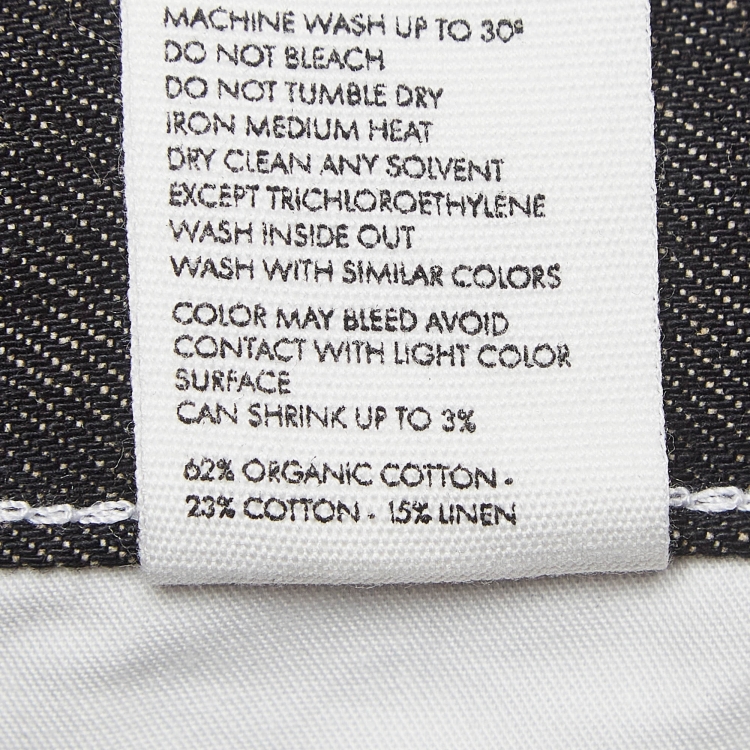 MACHINE WASH UP TO 30°
DO NOT BLEACH
DO NOT TUMBLE DRY
IRON MEDIUM HEAT
DRY CLEAN ANY SOLVENT
EXCEPT TRICHLOROETHYLENE
WASH INSIDE OUT
WASH WITH SIMILAR COLORS
COLOR MAY BLEED AVOID
CONTACT WITH LIGHT COLOR
SURFACE
CAN SHRINK UP TO 3%
62% ORGANIC COTTON -
23% COTTON - 15% LINEN